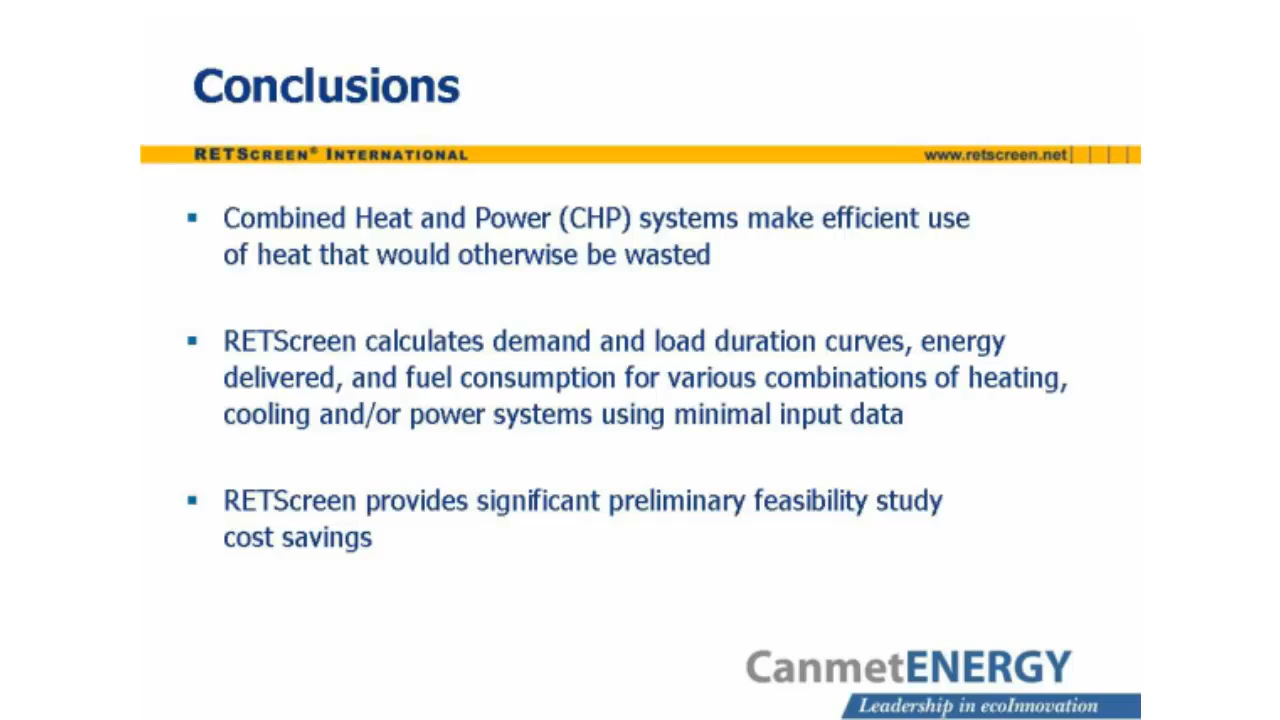 Conclusions
RETSCREEN® INTERNATIONAL www.retscreen.net
▪ Combined Heat and Power (CHP) systems make efficient use
of heat that would otherwise be wasted
▪ RETScreen calculates demand and load duration curves, energy
delivered, and fuel consumption for various combinations of heating,
cooling and/or power systems using minimal input data
▪ RETScreen provides significant preliminary feasibility study
cost savings
CanmetENERGY
Leadership in ecoInnovation